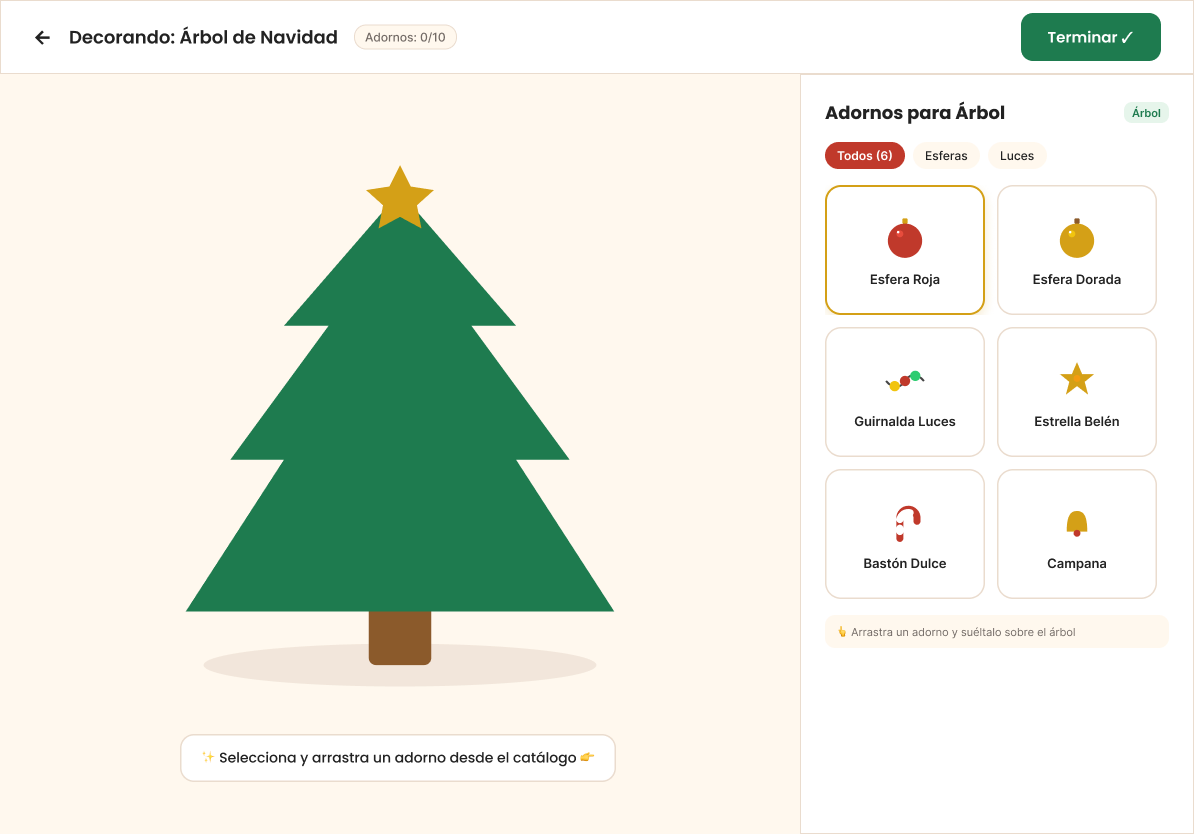 Decorando: Árbol de Navidad
Adornos: 0/10
Terminar ✓
Adornos para Árbol
Árbol
Todos (6)
Esferas
Luces
Esfera Roja
Esfera Dorada
Guirnalda Luces
Estrella Belén
Bastón Dulce
Campana
👆 Arrastra un adorno y suéltalo sobre el árbol
✨ Selecciona y arrastra un adorno desde el catálogo 👉